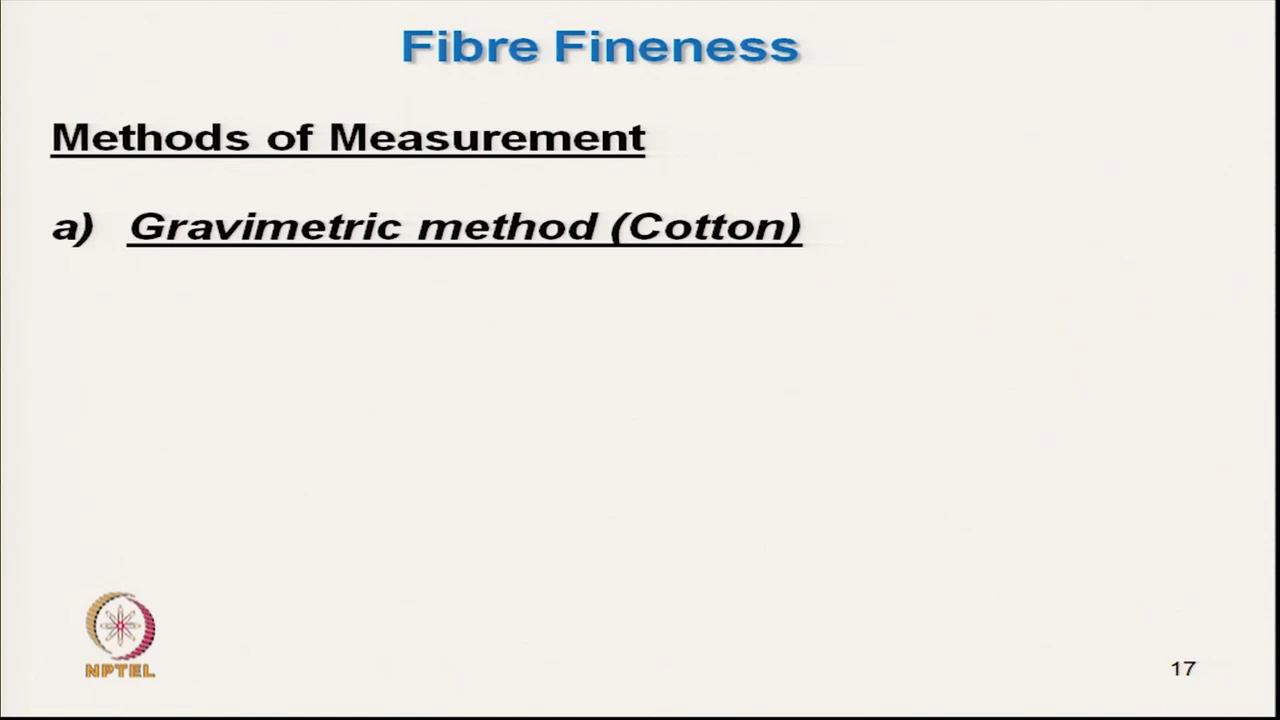 Fibre Fineness
Methods of Measurement
a) Gravimetric method (Cotton)
NPTEL
17